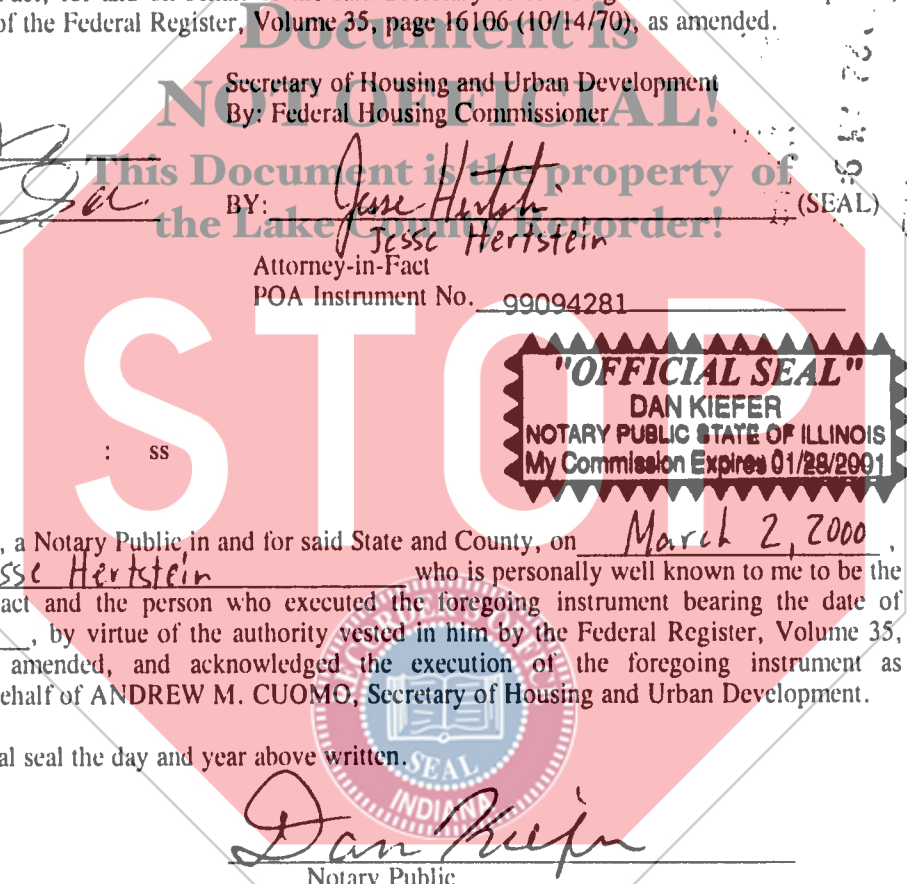 of the Federal Register, Volume 35, page 16106 (10/14/70), as amended.
Document is
NOT OFFICIAL!
This Document is the property of
the Lake County Recorder!
Secretary of Housing and Urban Development
By: Federal Housing Commissioner
BY: Jesse Hertstein (SEAL)
Jesse Hertstein
Attorney-in-Fact
POA Instrument No. 99094281
STOP
"OFFICIAL SEAL"
DAN KIEFER
NOTARY PUBLIC STATE OF ILLINOIS
My Commission Expires 01/28/2001
: ss
, a Notary Public in and for said State and County, on March 2, 2000 ,
sse Hertstein who is personally well known to me to be the
act and the person who executed the foregoing instrument bearing the date of
, by virtue of the authority vested in him by the Federal Register, Volume 35,
amended, and acknowledged the execution of the foregoing instrument as
ehalf of ANDREW M. CUOMO, Secretary of Housing and Urban Development.
al seal the day and year above written.
SEAL
INDIANA
Dan Kiefer
Notary Public